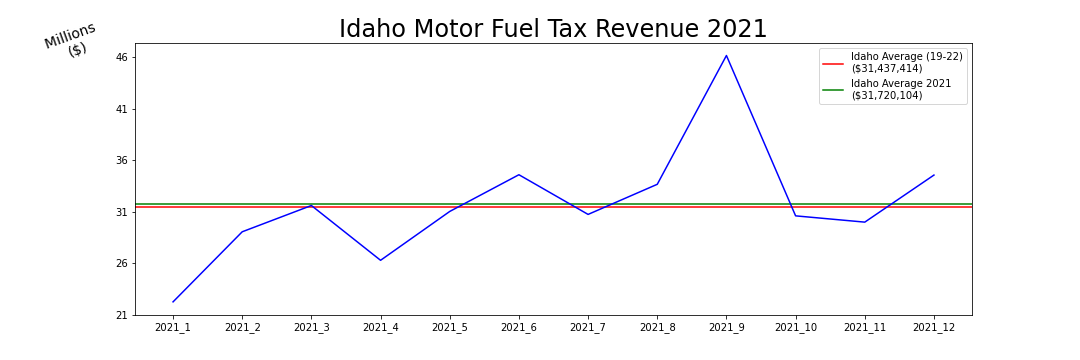 Idaho Motor Fuel Tax Revenue 2021
Millions
($)
46
41
36
31
26
21
Idaho Average (19-22)
($31,437,414)
Idaho Average 2021
($31,720,104)
2021_1 2021_2 2021_3 2021_4 2021_5 2021_6 2021_7 2021_8 2021_9 2021_10 2021_11 2021_12